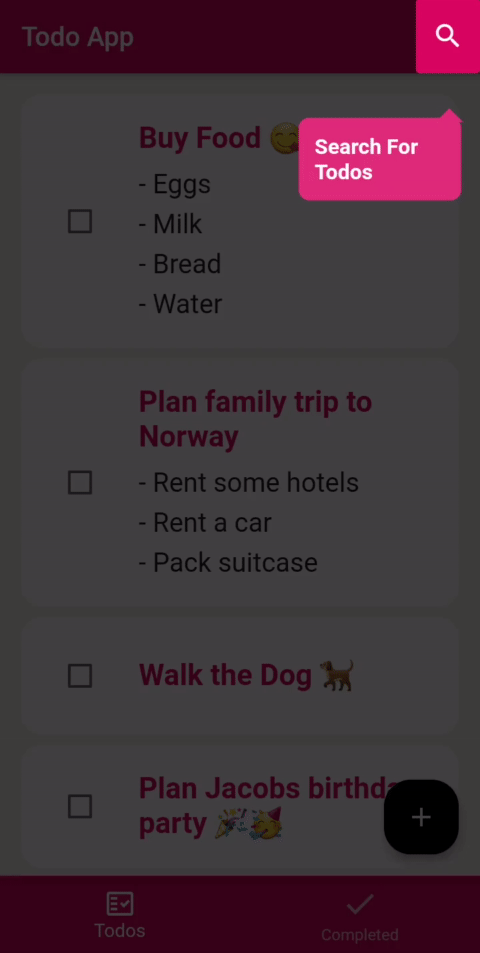 Todo App
Search For
Todos
Buy Food 😋
- Eggs
- Milk
- Bread
- Water
Plan family trip to
Norway
- Rent some hotels
- Rent a car
- Pack suitcase
Walk the Dog 🐕
Plan Jacobs birthda
party 🎉🥳
Todos
Completed